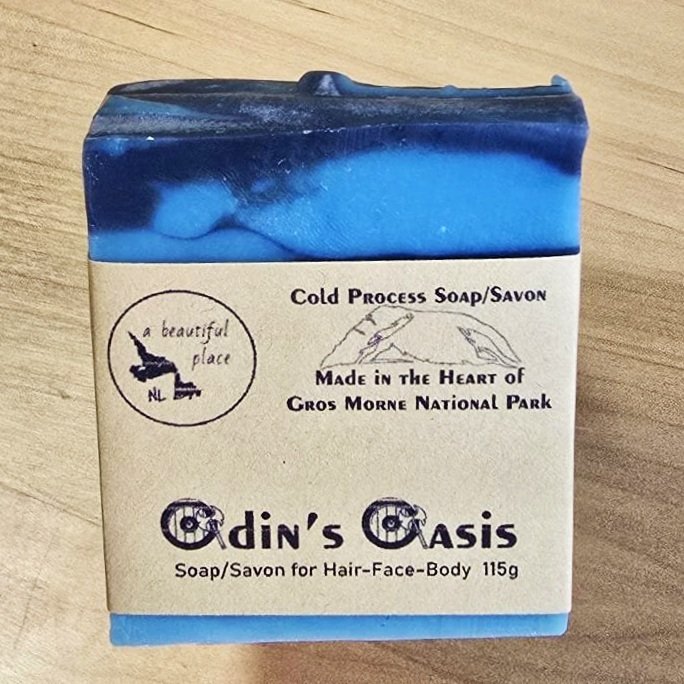 a beautiful
place
NL
Cold Process Soap/Savon
Made in the Heart of
Gros Morne National Park
Odin's Oasis
Soap/Savon for Hair-Face-Body 115g